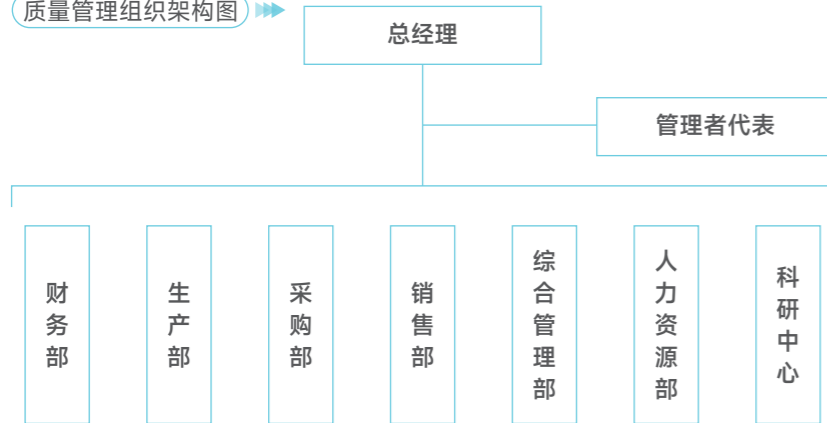 质量管理组织架构图
总经理
管理者代表
财务部
生产部
采购部
销售部
综合管理部
人力资源部
科研中心